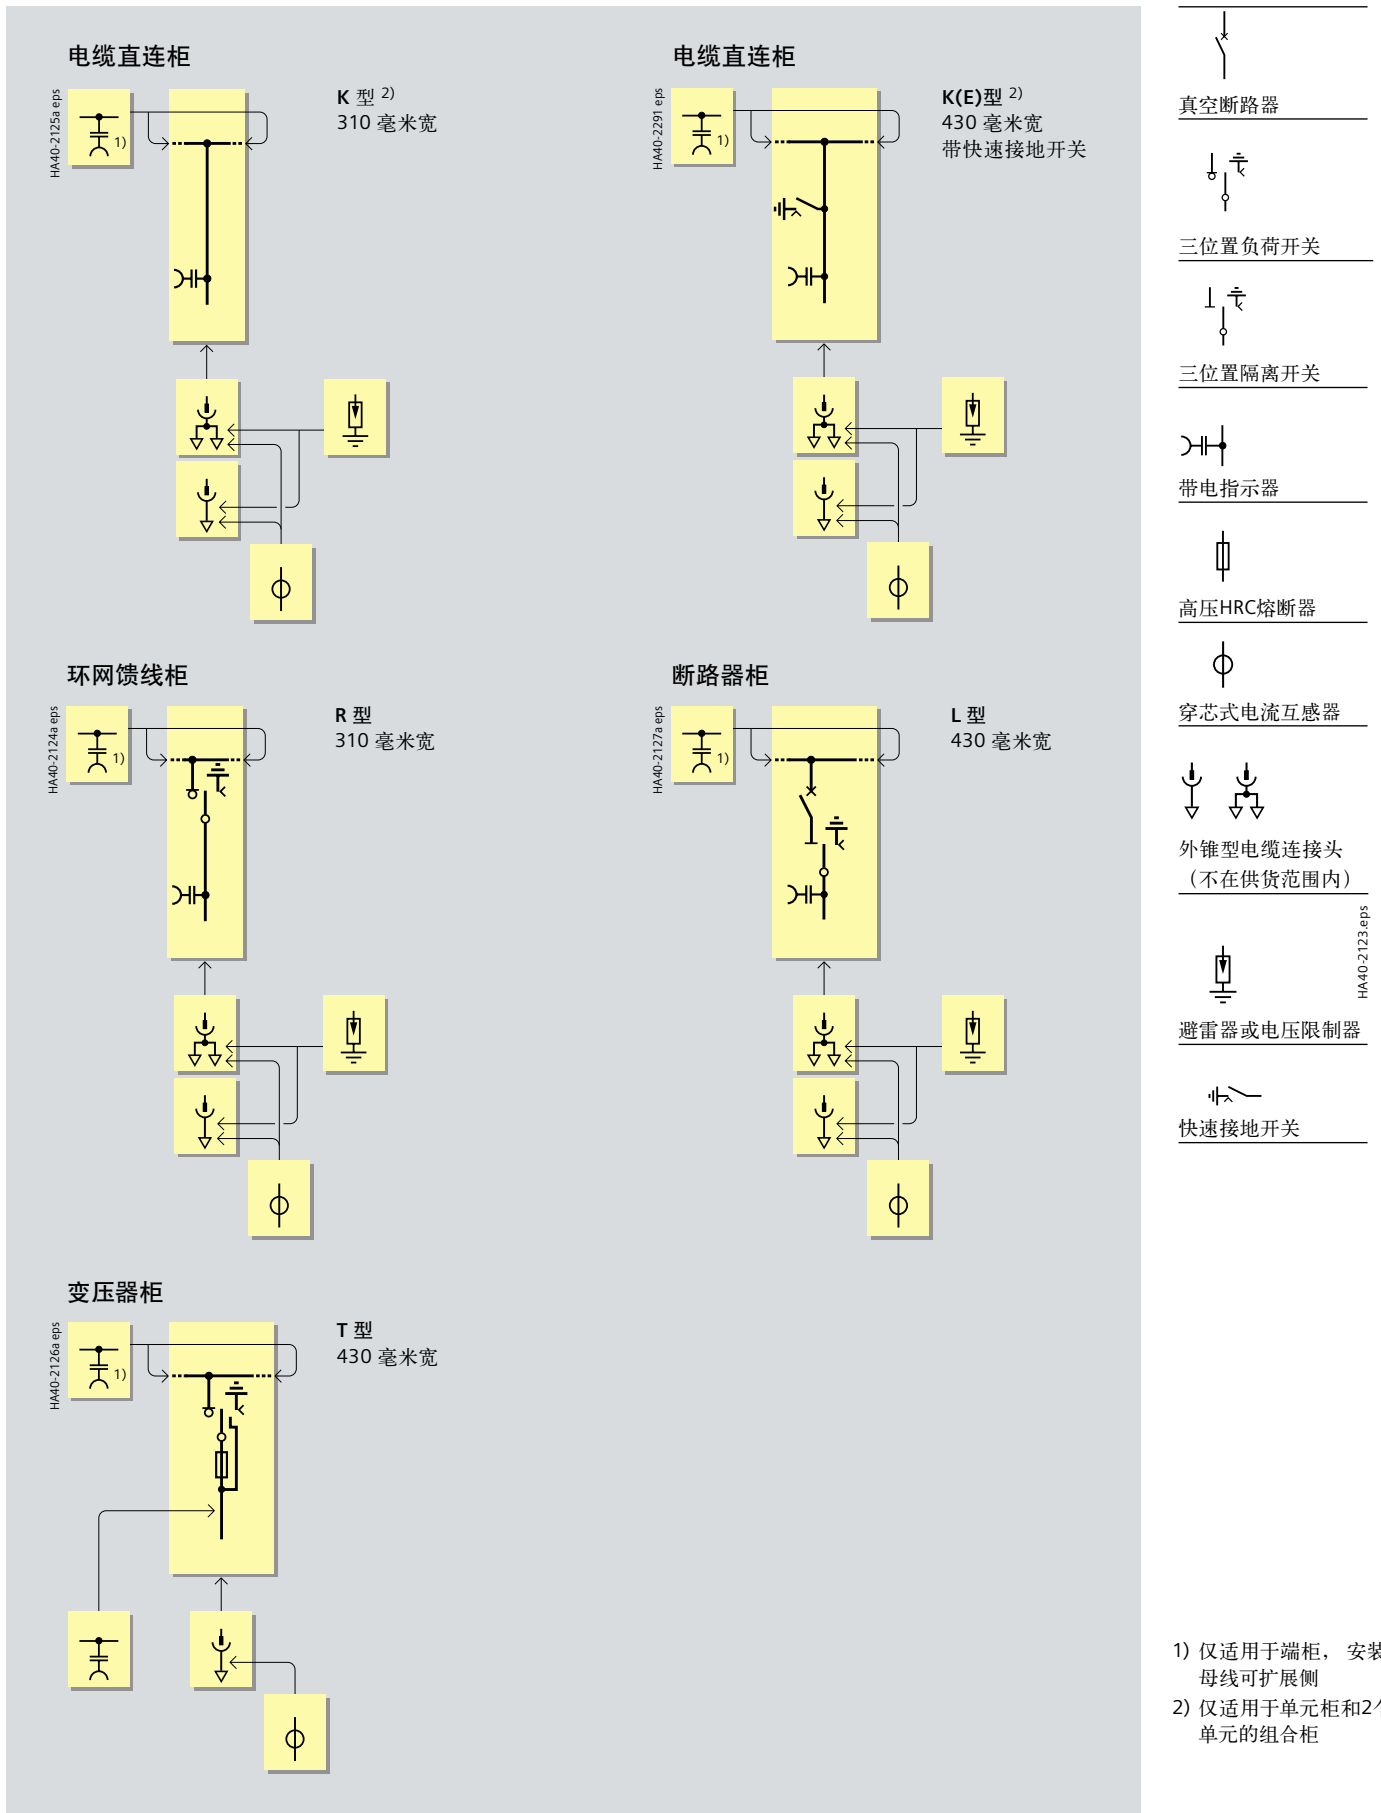 电缆直连柜
HA40-2125a eps
1)
K 型 2)
310 毫米宽
电缆直连柜
HA40-2291 eps
1)
K(E)型 2)
430 毫米宽
带快速接地开关
环网馈线柜
HA40-2124a eps
1)
R 型
310 毫米宽
断路器柜
HA40-2127a eps
1)
L 型
430 毫米宽
变压器柜
HA40-2126a eps
1)
T 型
430 毫米宽
真空断路器
三位置负荷开关
三位置隔离开关
带电指示器
高压HRC熔断器
穿芯式电流互感器
外锥型电缆连接头
（不在供货范围内）
HA40-2123.eps
避雷器或电压限制器
快速接地开关
1) 仅适用于端柜， 安装
母线可扩展侧
2) 仅适用于单元柜和2个
单元的组合柜